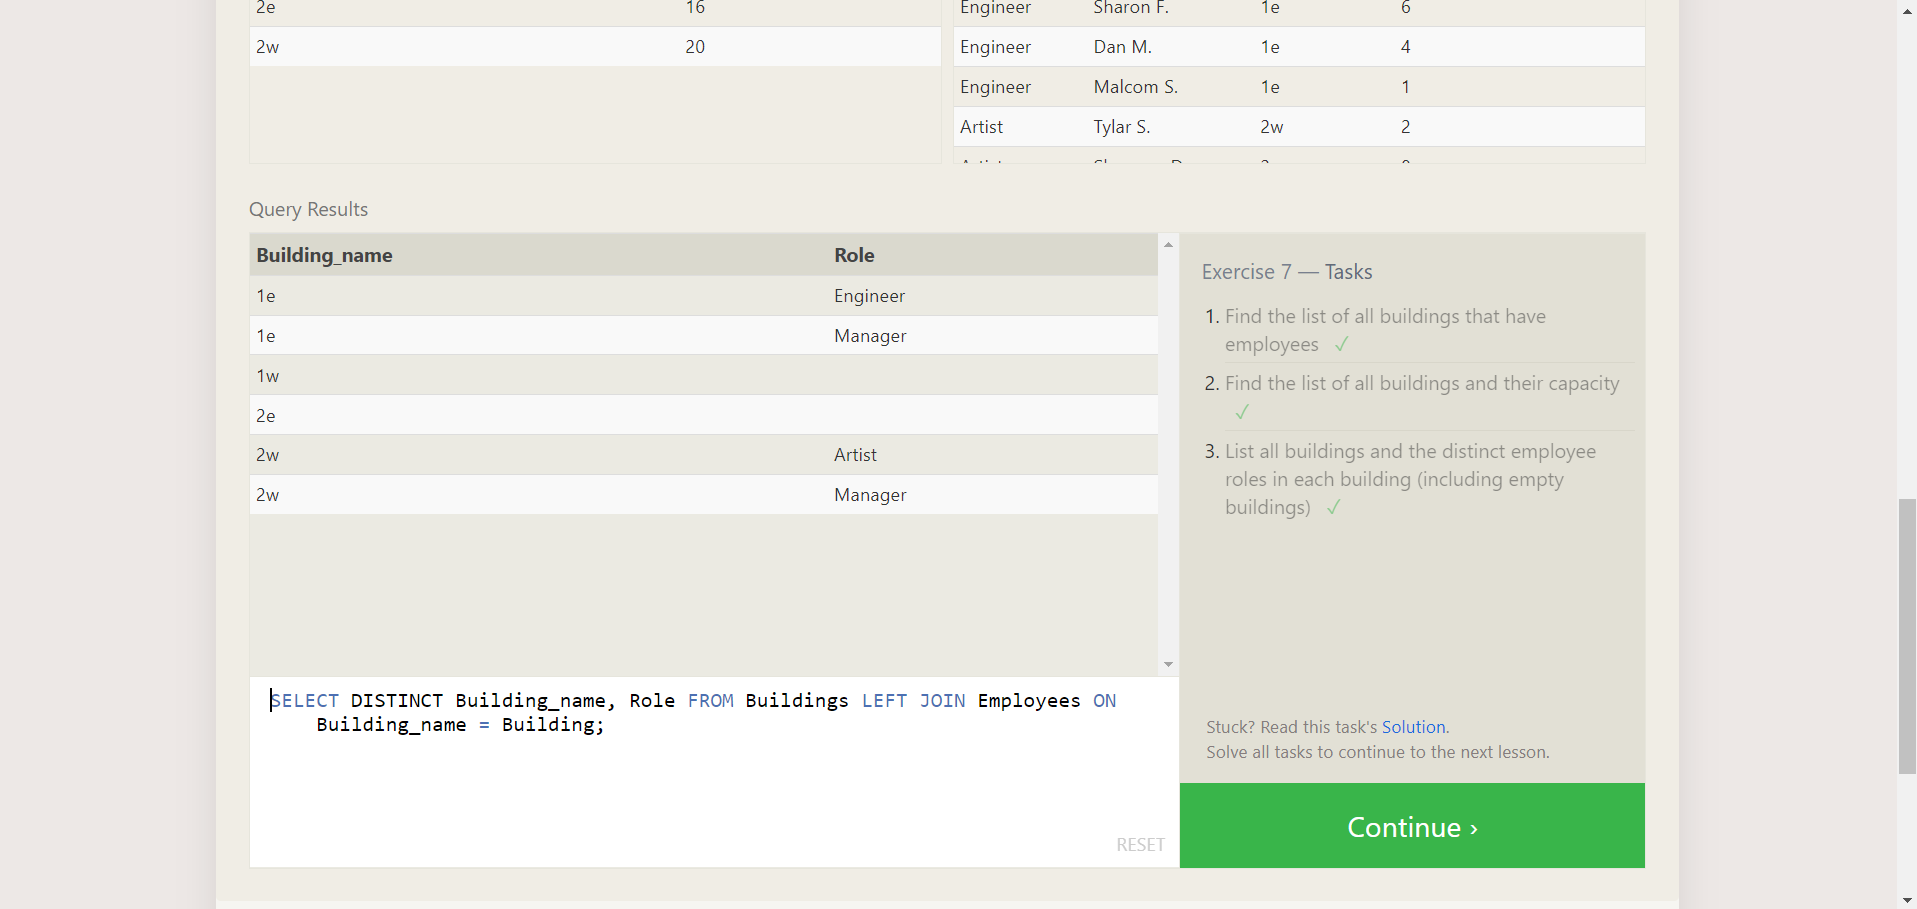 2e 16
2w 20
Engineer Sharon F. 1e 6
Engineer Dan M. 1e 4
Engineer Malcom S. 1e 1
Artist Tylar S. 2w 2
Query Results
Building_name Role
1e Engineer
1e Manager
1w
2e
2w Artist
2w Manager
SELECT DISTINCT Building_name, Role FROM Buildings LEFT JOIN Employees ON
Building_name = Building;
RESET
Exercise 7 — Tasks
1. Find the list of all buildings that have
employees ✓
2. Find the list of all buildings and their capacity
✓
3. List all buildings and the distinct employee
roles in each building (including empty
buildings) ✓
Stuck? Read this task's Solution.
Solve all tasks to continue to the next lesson.
Continue ›